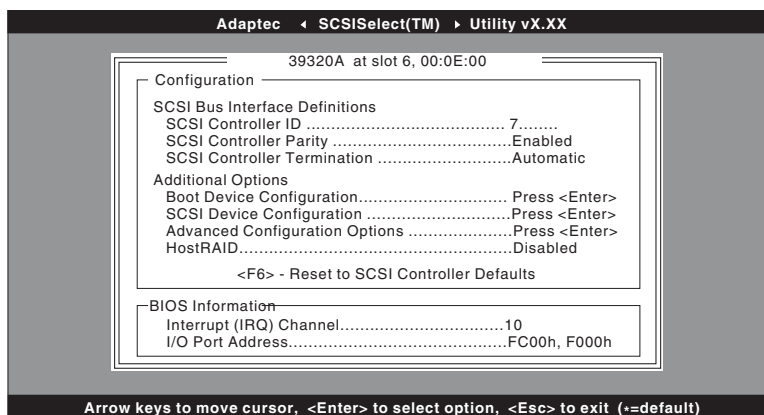 Adaptec ◂ SCSISelect(TM) ▸ Utility vX.XX
39320A at slot 6, 00:0E:00
Configuration
SCSI Bus Interface Definitions
SCSI Controller ID ......................................... 7........
SCSI Controller Parity .....................................Enabled
SCSI Controller Termination ...........................Automatic
Additional Options
Boot Device Configuration.............................. Press <Enter>
SCSI Device Configuration .............................Press <Enter>
Advanced Configuration Options .....................Press <Enter>
HostRAID........................................................Disabled
<F6> - Reset to SCSI Controller Defaults
BIOS Information
Interrupt (IRQ) Channel.................................10
I/O Port Address............................................FC00h, F000h
Arrow keys to move cursor, <Enter> to select option, <Esc> to exit (*=default)